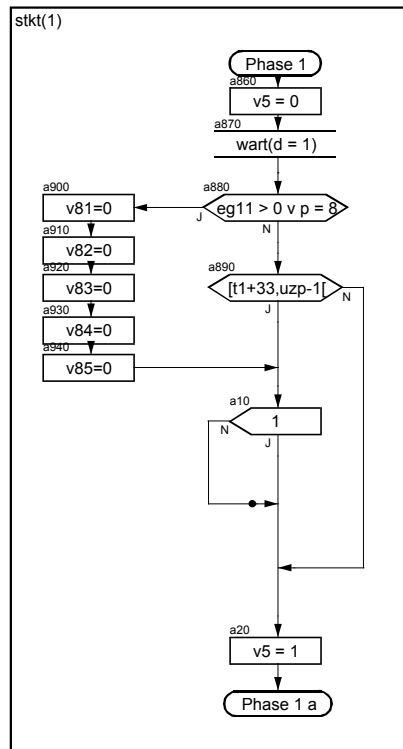 stkt(1)
Phase 1
a860
v5 = 0
a870
wart(d = 1)
a900
v81=0
a880
eg11 > 0 v p = 8
J
N
a910
v82=0
a920
v83=0
a890
[t1+33,uzp-1[
N
J
a930
v84=0
a940
v85=0
a10
1
N
J
a20
v5 = 1
Phase 1 a